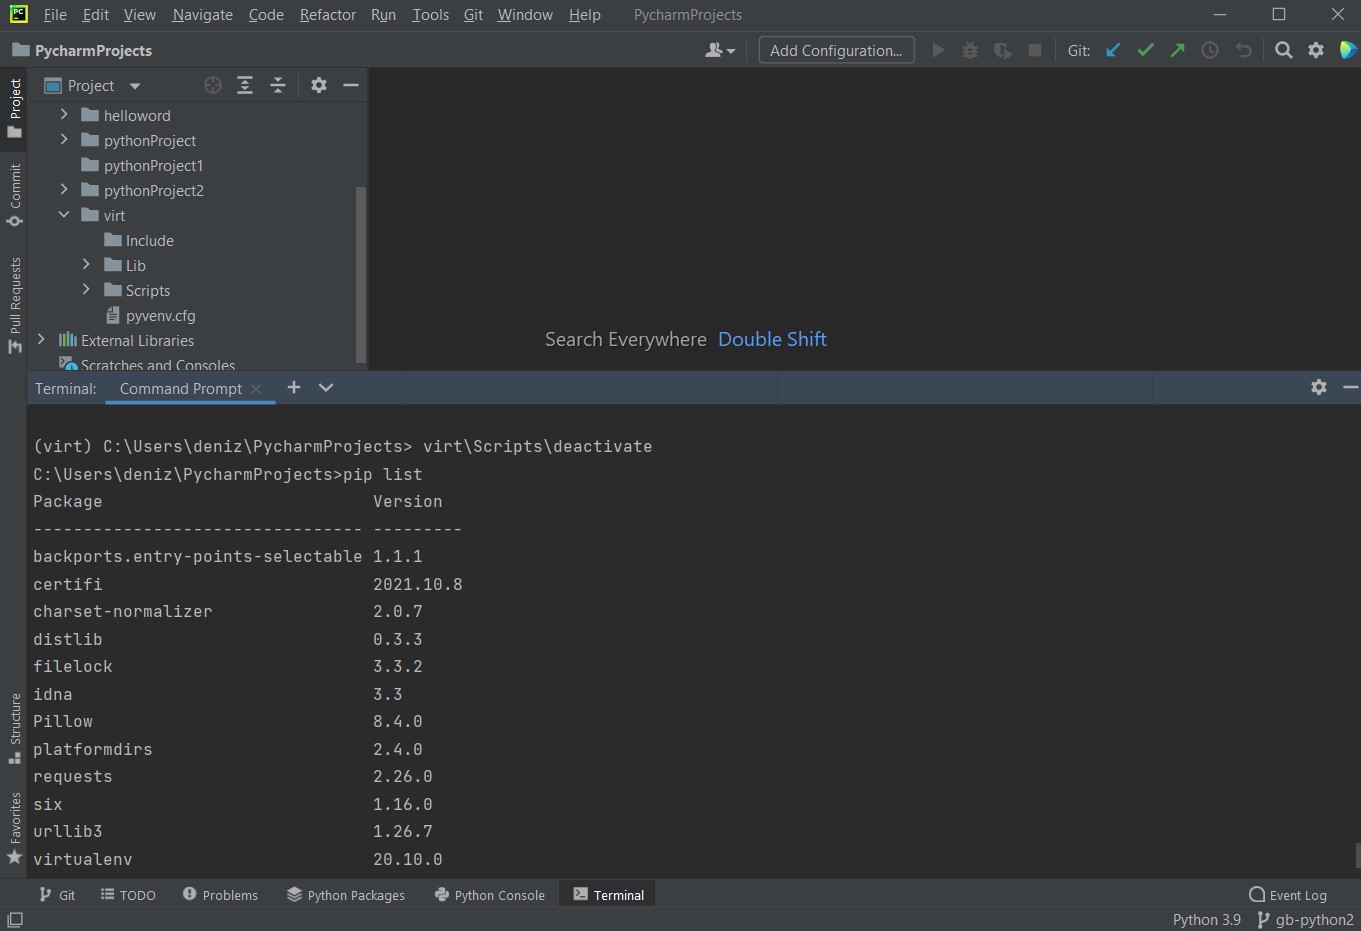 PC File Edit View Navigate Code Refactor Run Tools Git Window Help PycharmProjects
PycharmProjects Add Configuration... Git:
Project
Project
helloword
pythonProject
pythonProject1
Commit
pythonProject2
virt
Include
Lib
Pull Requests
Scripts
pyvenv.cfg
External Libraries
Scratches and Consoles
Search Everywhere Double Shift
Terminal: Command Prompt
(virt) C:\Users\deniz\PycharmProjects> virt\Scripts\deactivate
C:\Users\deniz\PycharmProjects>pip list
Package Version
--------------------------------- ---------
backports.entry-points-selectable 1.1.1
certifi 2021.10.8
charset-normalizer 2.0.7
distlib 0.3.3
filelock 3.3.2
idna 3.3
Pillow 8.4.0
platformdirs 2.4.0
requests 2.26.0
six 1.16.0
urllib3 1.26.7
virtualenv 20.10.0
Structure
Favorites
Git TODO Problems Python Packages Python Console Terminal Event Log
Python 3.9 gb-python2